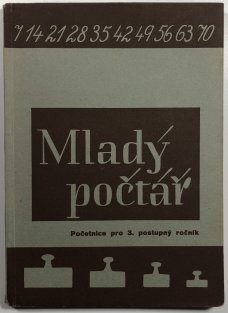 7 14 21 28 35 42 49 56 63 70
Mladý
počtář
Početnice pro 3. postupný ročník